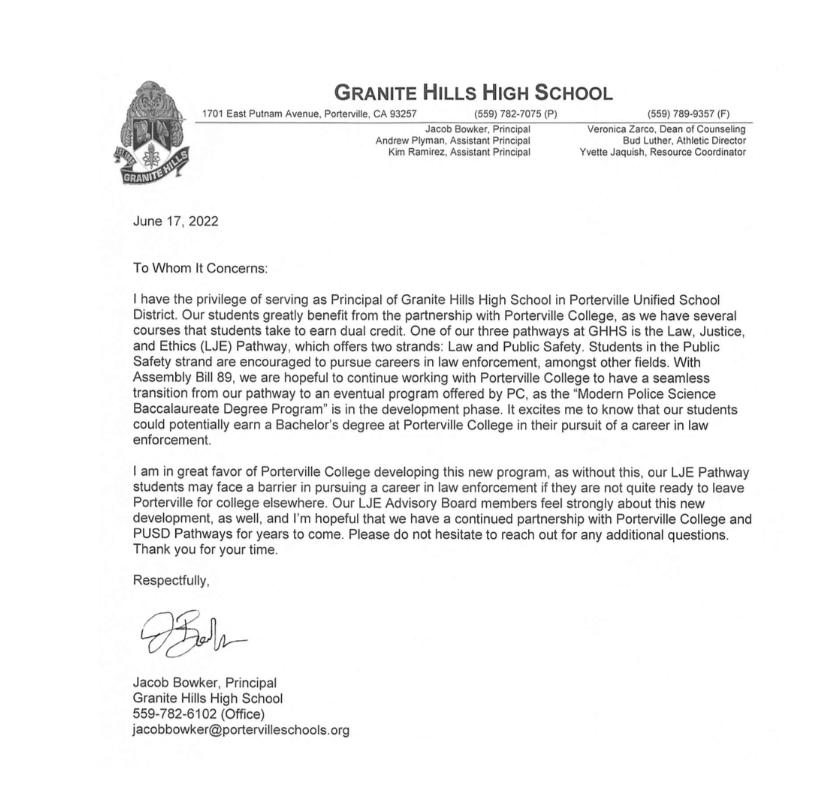 GRANITE HILLS HIGH SCHOOL
1701 East Putnam Avenue, Porterville, CA 93257 (559) 782-7075 (P) (559) 789-9357 (F)
Jacob Bowker, Principal Veronica Zarco, Dean of Counseling
Andrew Plyman, Assistant Principal Bud Luther, Athletic Director
Kim Ramirez, Assistant Principal Yvette Jaquish, Resource Coordinator
GRANITE HILLS
June 17, 2022
To Whom It Concerns:
I have the privilege of serving as Principal of Granite Hills High School in Porterville Unified School
District. Our students greatly benefit from the partnership with Porterville College, as we have several
courses that students take to earn dual credit. One of our three pathways at GHHS is the Law, Justice,
and Ethics (LJE) Pathway, which offers two strands: Law and Public Safety. Students in the Public
Safety strand are encouraged to pursue careers in law enforcement, amongst other fields. With
Assembly Bill 89, we are hopeful to continue working with Porterville College to have a seamless
transition from our pathway to an eventual program offered by PC, as the “Modern Police Science
Baccalaureate Degree Program” is in the development phase. It excites me to know that our students
could potentially earn a Bachelor’s degree at Porterville College in their pursuit of a career in law
enforcement.
I am in great favor of Porterville College developing this new program, as without this, our LJE Pathway
students may face a barrier in pursuing a career in law enforcement if they are not quite ready to leave
Porterville for college elsewhere. Our LJE Advisory Board members feel strongly about this new
development, as well, and I’m hopeful that we have a continued partnership with Porterville College and
PUSD Pathways for years to come. Please do not hesitate to reach out for any additional questions.
Thank you for your time.
Respectfully,
Jacob Bowker, Principal
Granite Hills High School
559-782-6102 (Office)
jacobbowker@portervilleschools.org